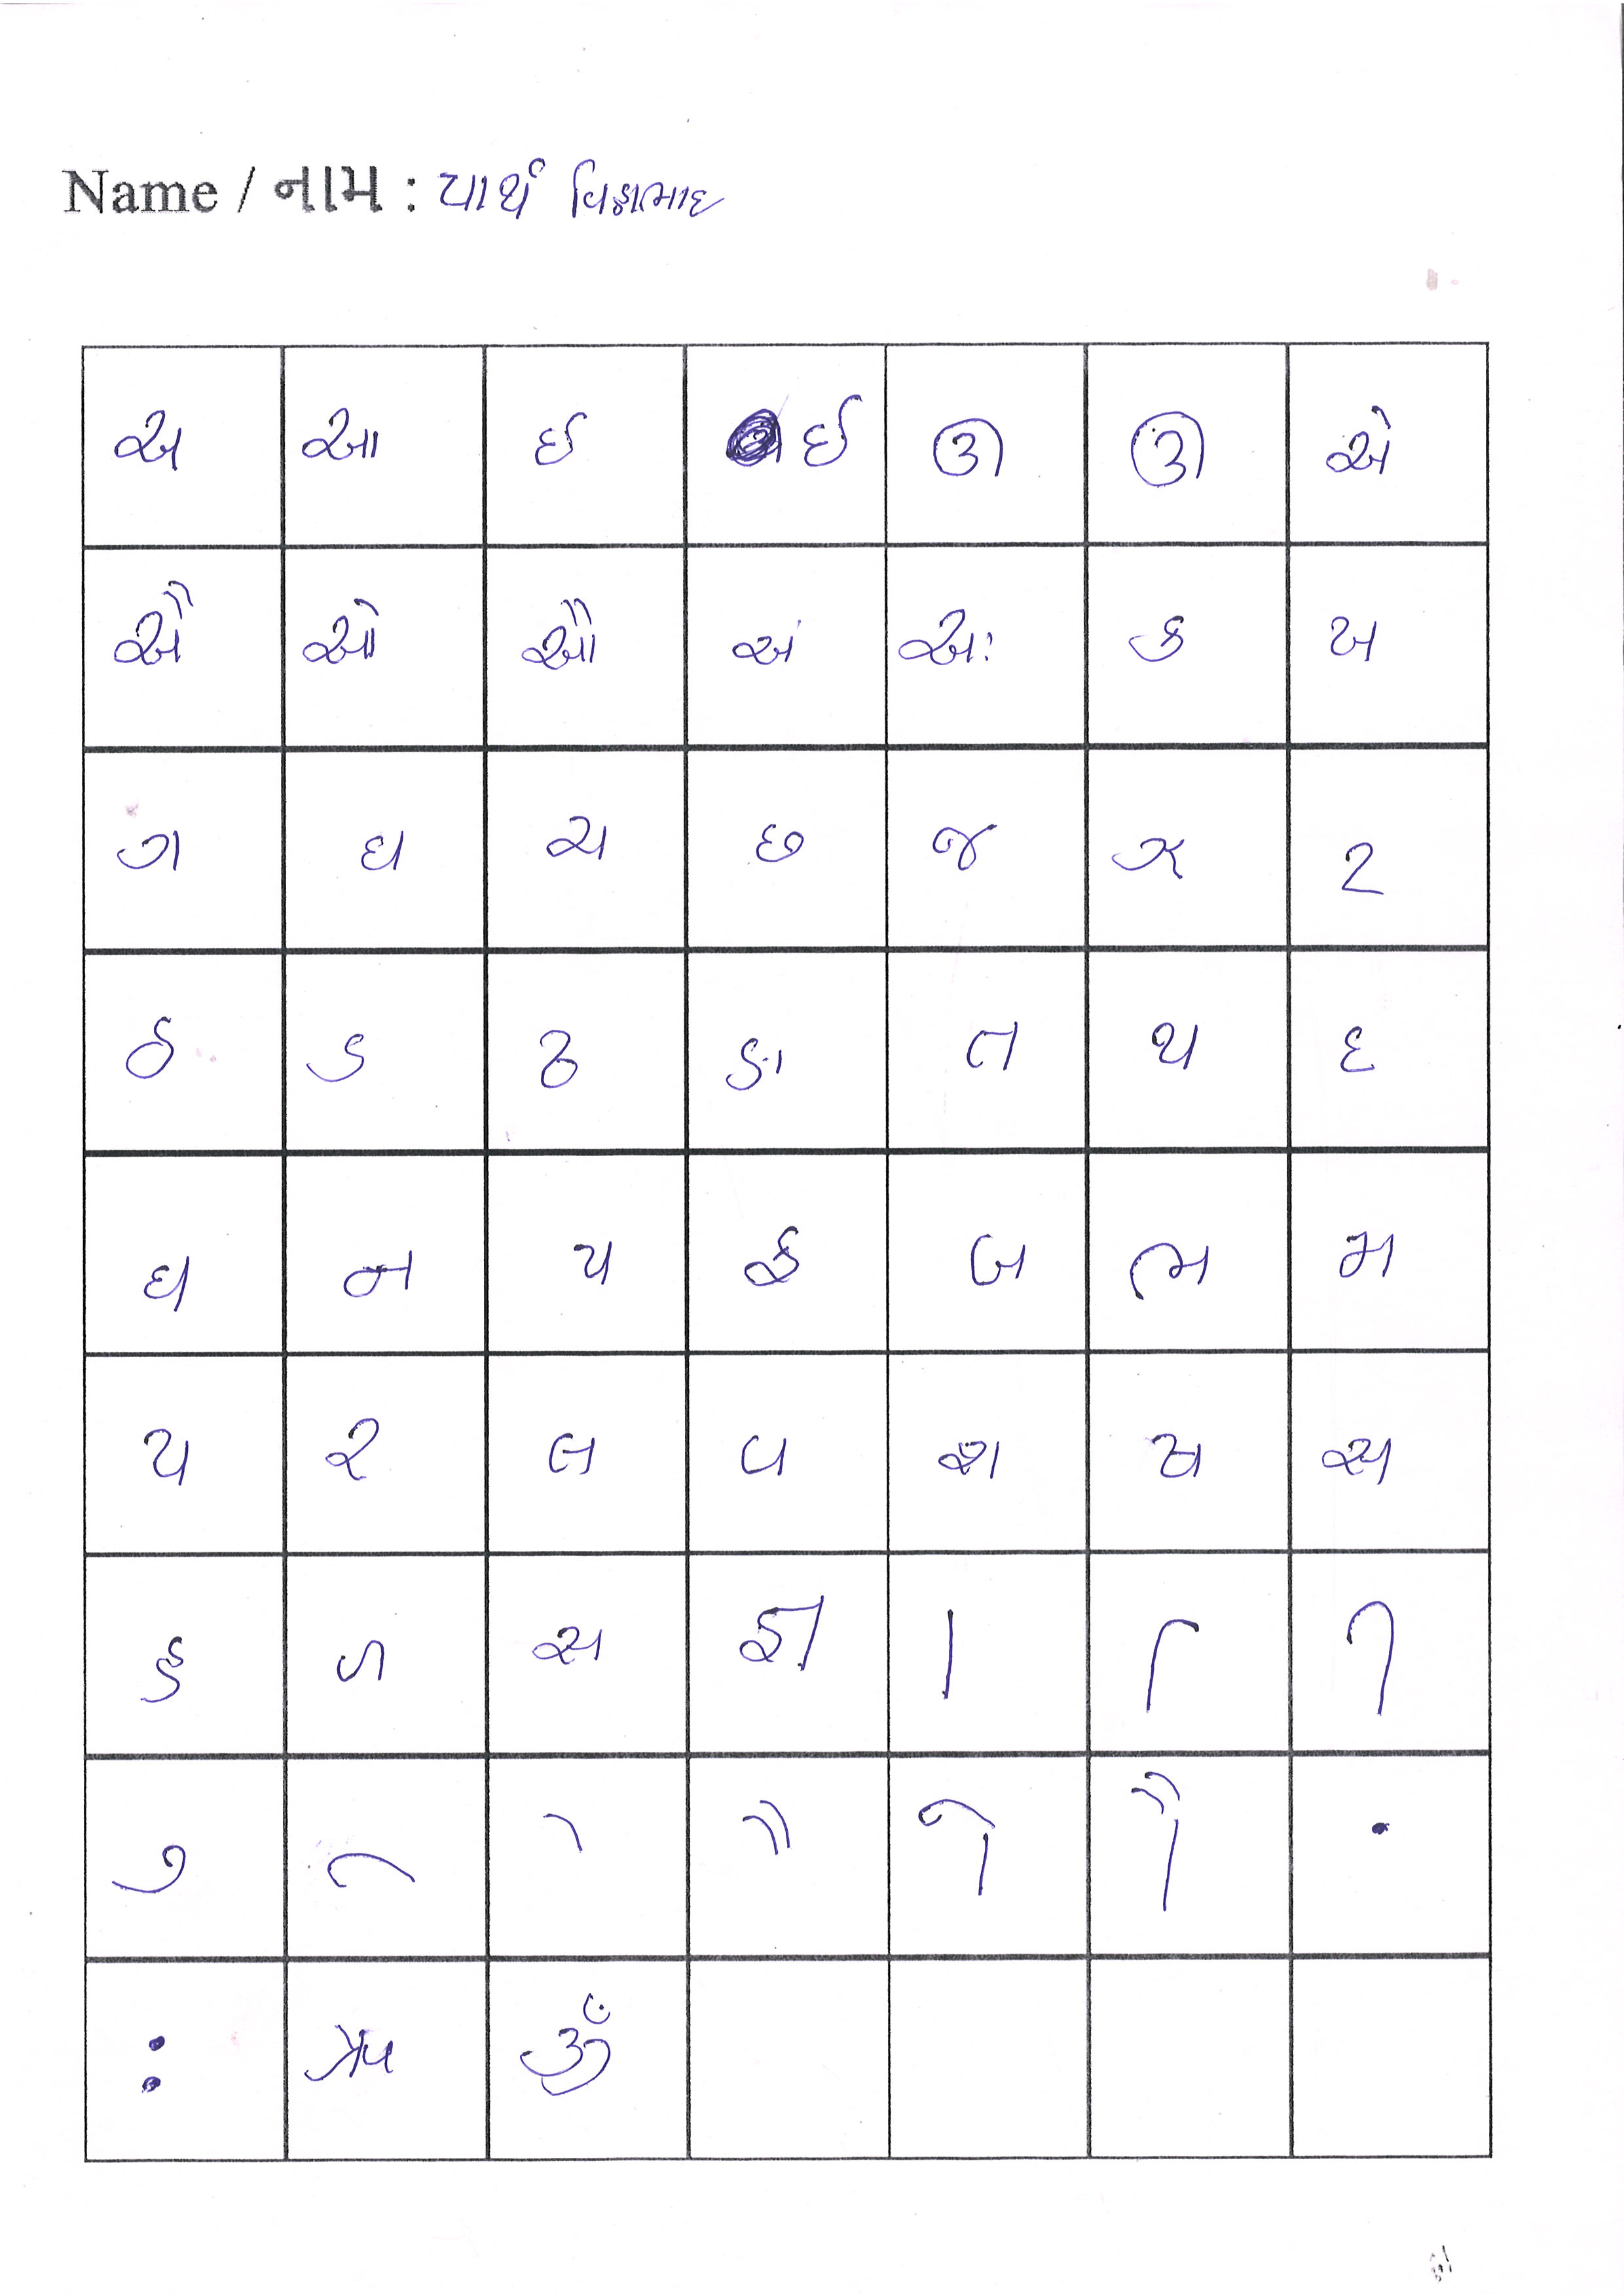 Name / નામ : પાર્થ
અ આ ઈ ઈ ઊ ઊ એ
ઐ ઓ ઔ અં અઃ ક ખ
ગ ઘ ચ છ જ ઝ ટ
ઠ ડ ઢ ણ ત થ દ
ધ ન પ ફ બ ભ મ
ય ર લ વ શ ષ સ
હ ળ ક્ષ જ્ઞ ા િ ી
ુ ૃ ે ૈ ો ૌ ં
ઃ ૐ